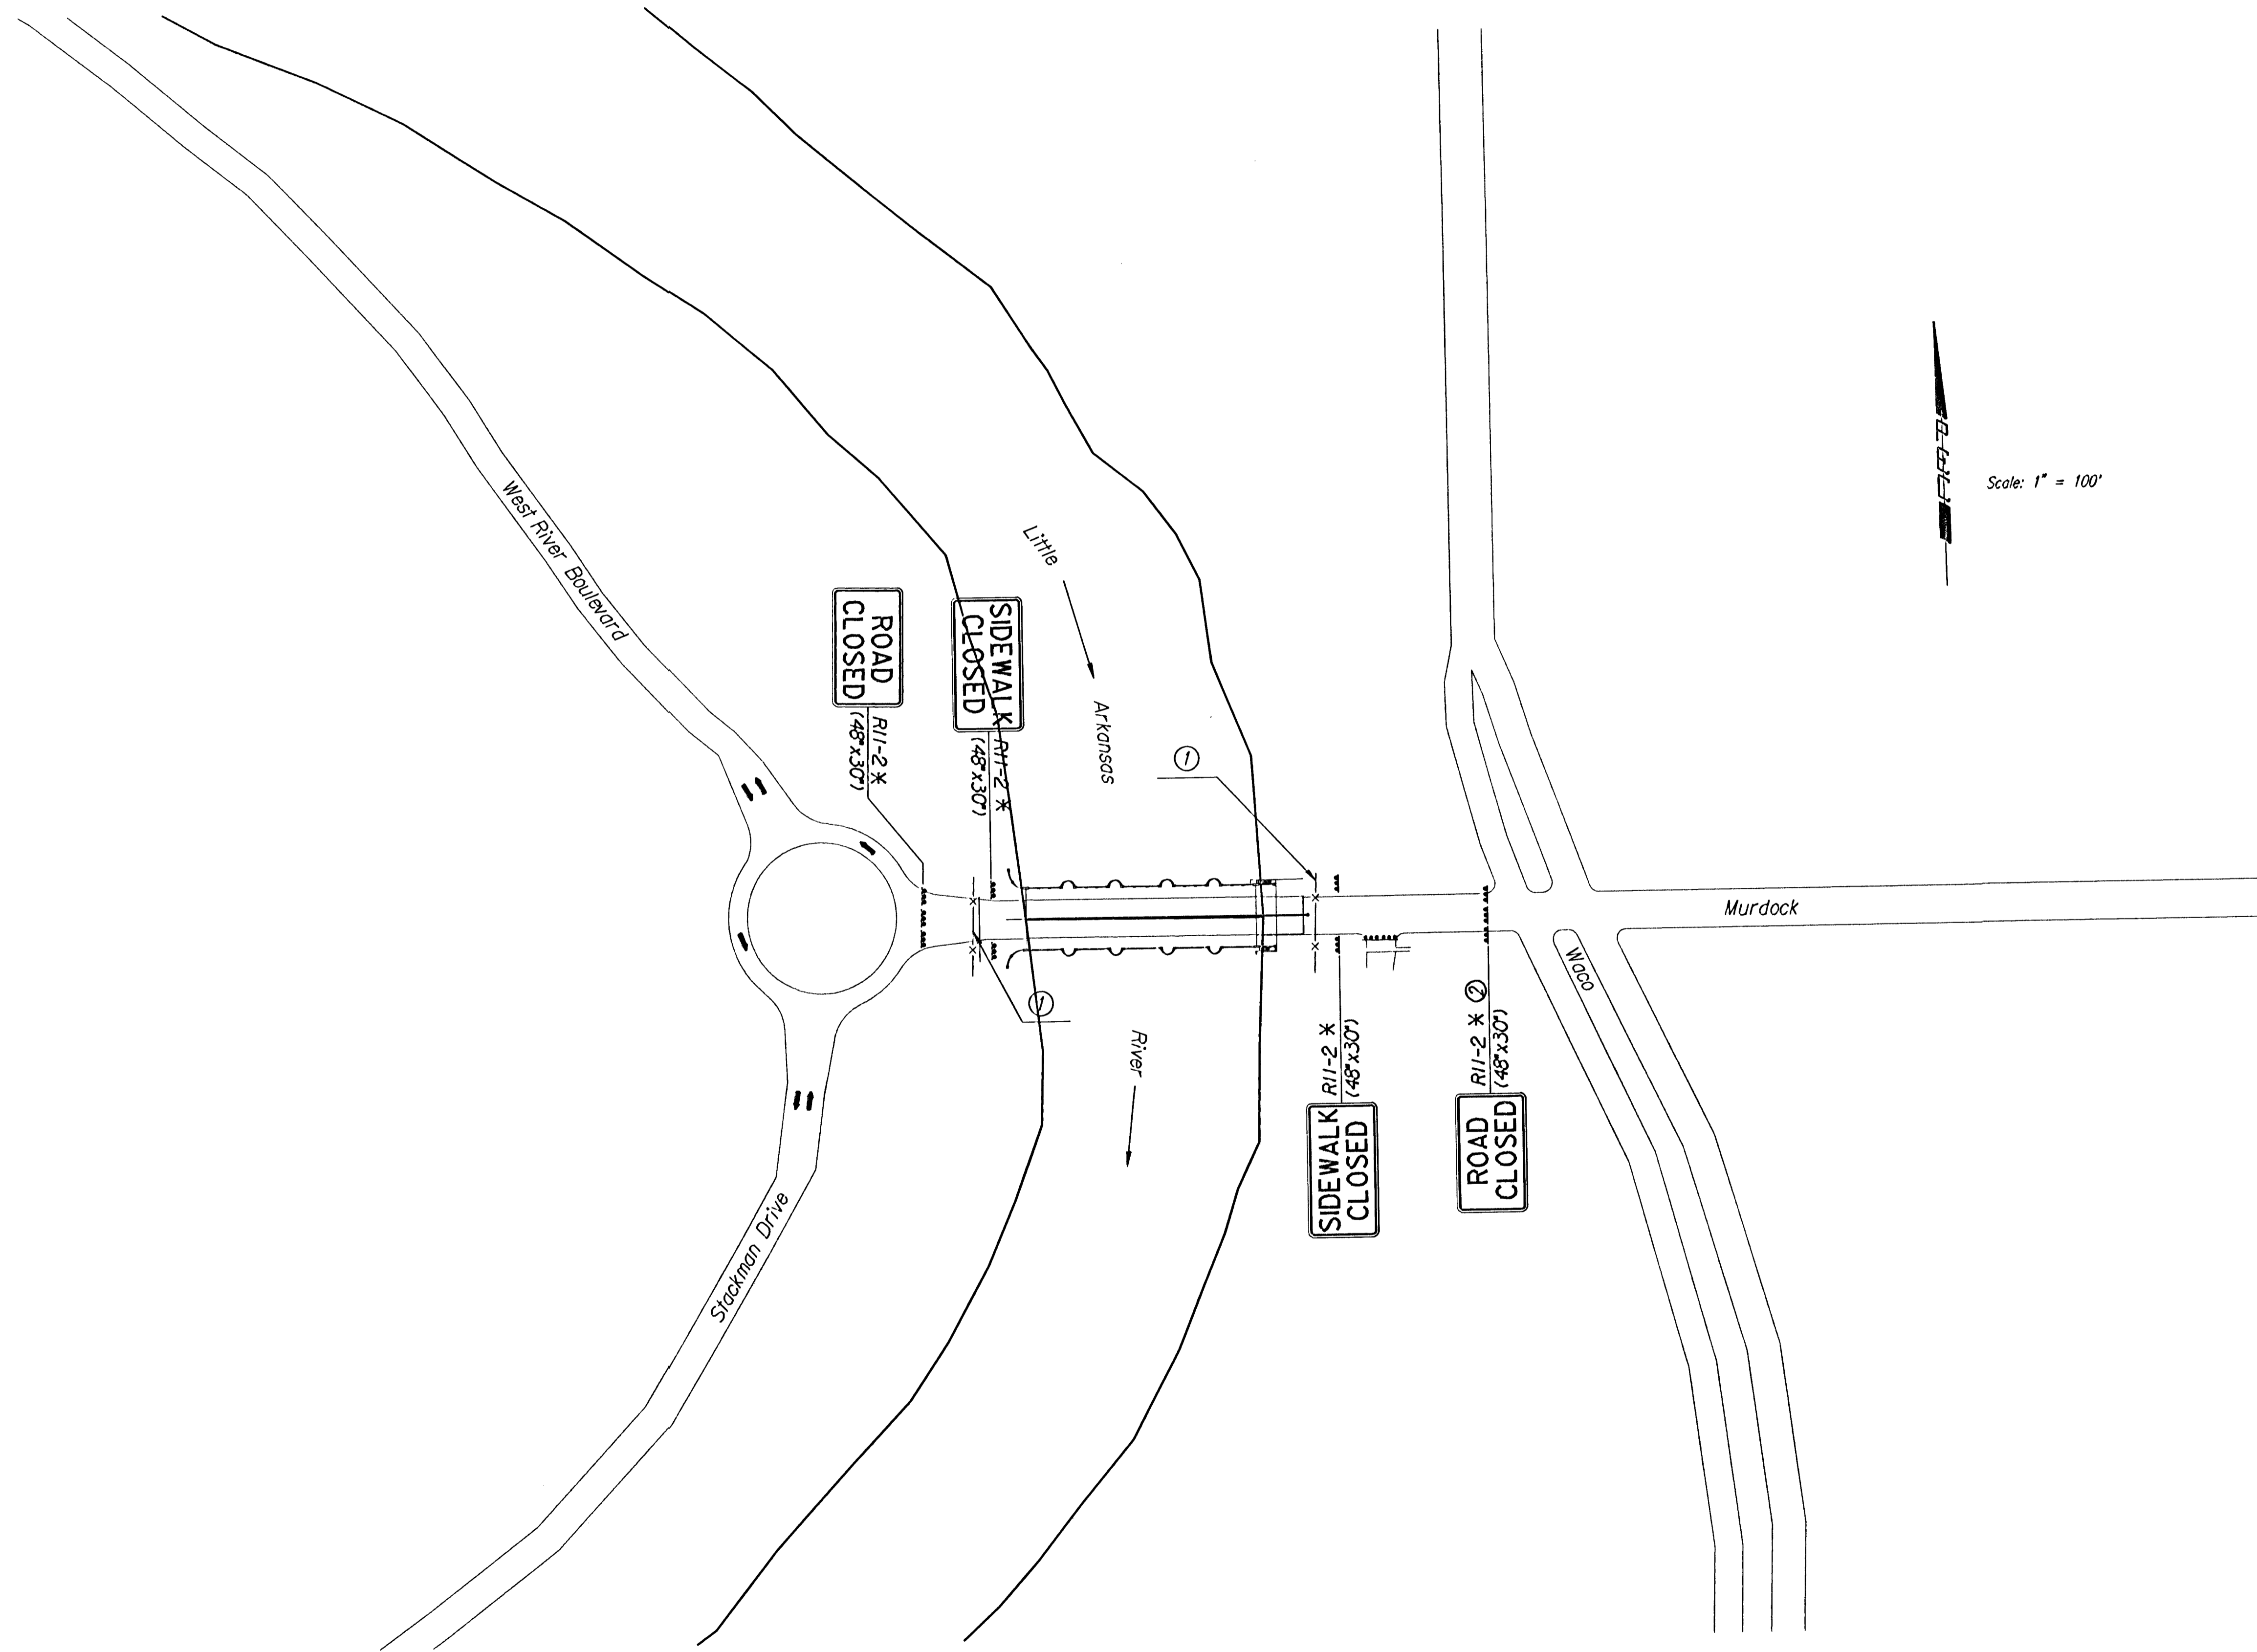 Scale: 1" = 100'
West River Boulevard
Little
Arkansas
River
ROAD
CLOSED
R11-2 *
(48"x30")
SIDEWALK
CLOSED
R11-2 *
(48"x30")
1
1
Murdock
Waco
SIDEWALK
CLOSED
R11-2 *
(48"x30")
ROAD
CLOSED
R11-2 * 2
(48"x30")
Stackman Drive